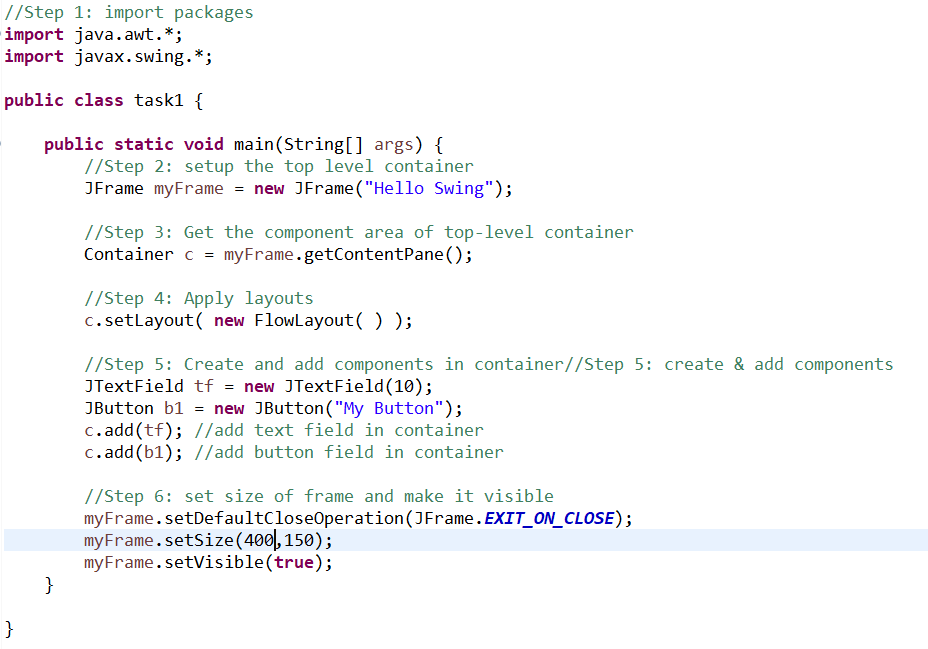 //Step 1: import packages
import java.awt.*;
import javax.swing.*;
public class task1 {
public static void main(String[] args) {
//Step 2: setup the top level container
JFrame myFrame = new JFrame("Hello Swing");
//Step 3: Get the component area of top-level container
Container c = myFrame.getContentPane();
//Step 4: Apply layouts
c.setLayout( new FlowLayout( ) );
//Step 5: Create and add components in container//Step 5: create & add components
JTextField tf = new JTextField(10);
JButton b1 = new JButton("My Button");
c.add(tf); //add text field in container
c.add(b1); //add button field in container
//Step 6: set size of frame and make it visible
myFrame.setDefaultCloseOperation(JFrame.EXIT_ON_CLOSE);
myFrame.setSize(400,150);
myFrame.setVisible(true);
}
}